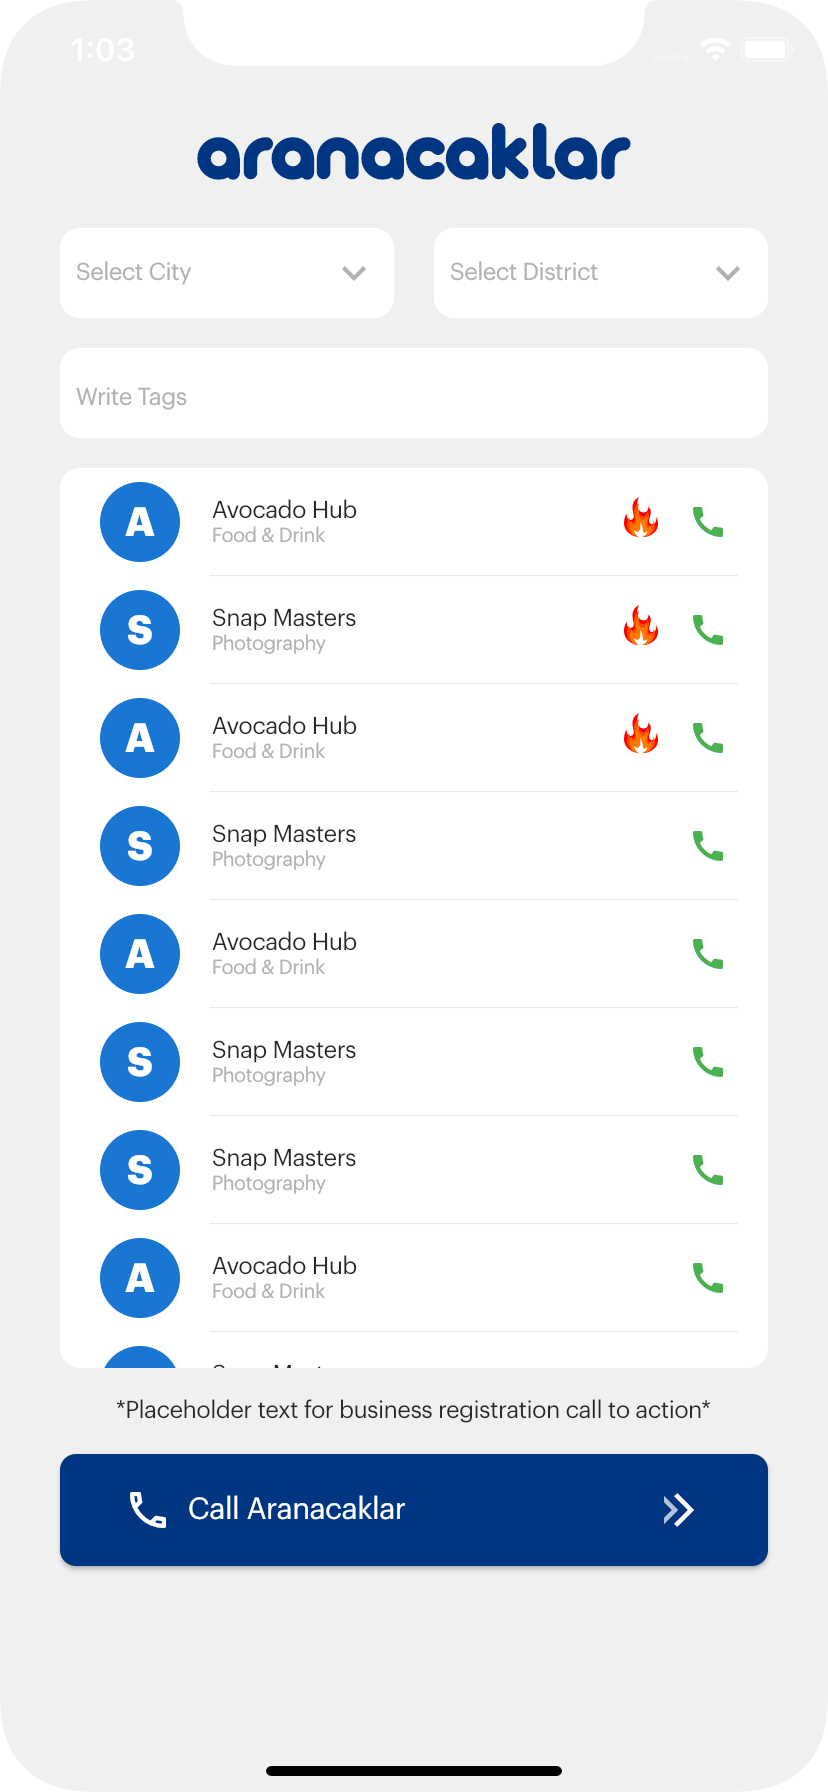 1:03
aranacaklar
Select City
Select District
Write Tags
A
Avocado Hub
Food & Drink
S
Snap Masters
Photography
A
Avocado Hub
Food & Drink
S
Snap Masters
Photography
A
Avocado Hub
Food & Drink
S
Snap Masters
Photography
S
Snap Masters
Photography
A
Avocado Hub
Food & Drink
*Placeholder text for business registration call to action*
Call Aranacaklar